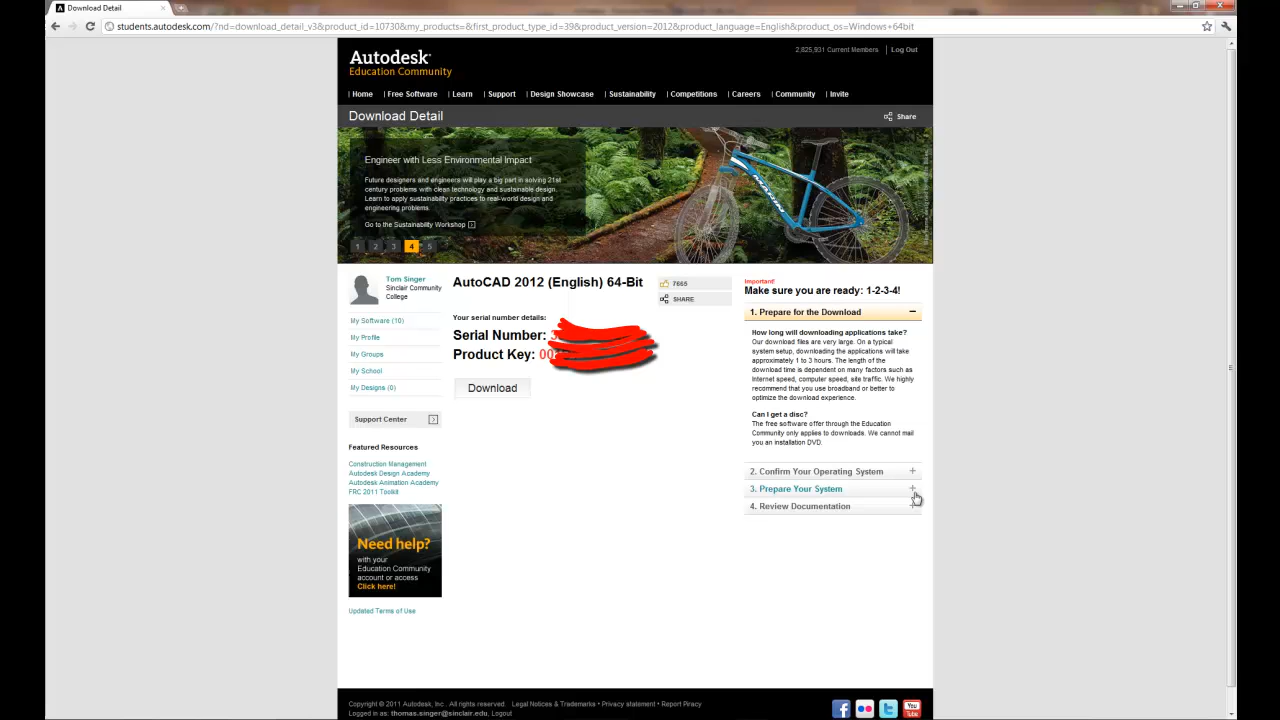 Download Detail
students.autodesk.com/?nd=download_detail_v3&product_id=10730&my_products=&first_product_type_id=39&product_version=2012&product_language=English&product_os=Windows+64bit
2,825,931 Current Members | Log Out
Autodesk
Education Community
Home | Free Software | Learn | Support | Design Showcase | Sustainability | Competitions | Careers | Community | Invite
Download Detail
Share
Engineer with Less Environmental Impact
Future designers and engineers will play a big part in solving 21st
century problems with clean technology and sustainable design.
Learn to apply sustainability practices to real-world design and
engineering problems.
Go to the Sustainability Workshop
1 2 3 4 5
Tom Singer
Sinclair Community
College
My Software (10)
My Profile
My Groups
My School
My Designs (0)
Support Center
Featured Resources
Construction Management
Autodesk Design Academy
Autodesk Animation Academy
FRC 2011 Toolkit
Need help?
with your
Education Community
account or access
Click here!
Updated Terms of Use
AutoCAD 2012 (English) 64-Bit
7665
SHARE
Your serial number details:
Serial Number:
Product Key: 00
Download
Important!
Make sure you are ready: 1-2-3-4!
1. Prepare for the Download
How long will downloading applications take?
Our download files are very large. On a typical
system setup, downloading the applications will take
approximately 1 to 3 hours. The length of the
download time is dependent on many factors such as
Internet speed, computer speed, site traffic. We highly
recommend that you use broadband or better to
optimize the download experience.
Can I get a disc?
The free software offer through the Education
Community only applies to downloads. We cannot mail
you an installation DVD.
2. Confirm Your Operating System
3. Prepare Your System
4. Review Documentation
Copyright © 2011 Autodesk, Inc . All rights reserved. Legal Notices & Trademarks • Privacy statement • Report Piracy
Logged in as: thomas.singer@sinclair.edu, Logout
You
Tube